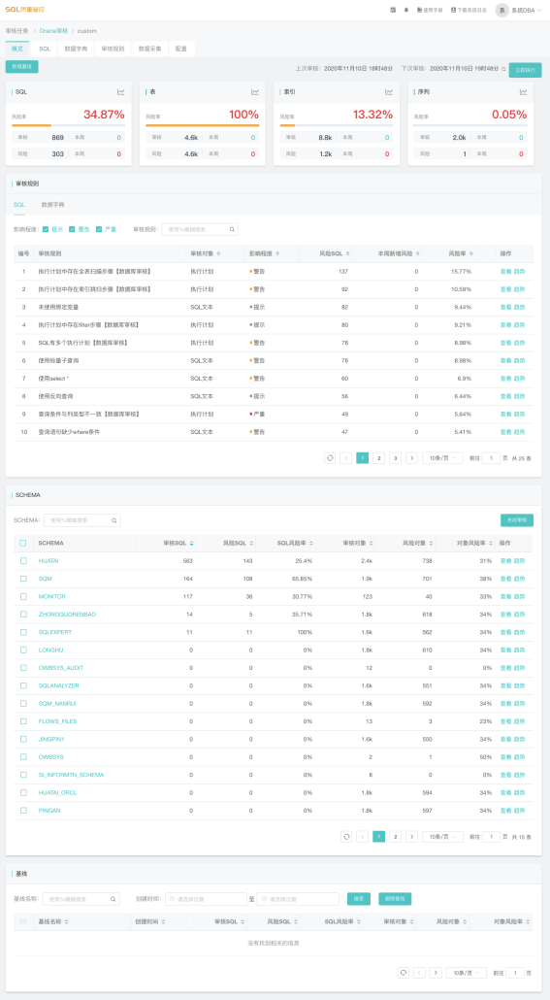 SQL质量管控 使用手册 下载系统日志 系 系统DBA
审核任务 / Oracle审核 / custom
概览 SQL 数据字典 审核规则 数据采集 配置
新增基线 上次审核: 2020年11月10日 18时48分 下次审核: 2020年11月10日 19时48分 立即执行
SQL 表 索引 序列
风险率 34.87% 风险率 100% 风险率 13.32% 风险率 0.05%
审核 869 本周 0 审核 4.6k 本周 0 审核 8.8k 本周 0 审核 2.0k 本周 0
风险 303 本周 0 风险 4.6k 本周 0 风险 1.2k 本周 0 风险 1 本周 0
审核规则
SQL 数据字典
影响程度: 提示 警告 严重 审核规则: 使用%模糊搜索
编号 审核规则 审核对象 影响程度 风险SQL 本周新增风险 风险率 操作
1 执行计划中存在全表扫描步骤【数据库审核】 执行计划 警告 137 0 15.77% 查看 趋势
2 执行计划中存在索引跳扫步骤【数据库审核】 执行计划 警告 92 0 10.59% 查看 趋势
3 未使用绑定变量 SQL文本 提示 82 0 9.44% 查看 趋势
4 执行计划中存在filter步骤【数据库审核】 执行计划 提示 80 0 9.21% 查看 趋势
5 SQL有多个执行计划【数据库审核】 执行计划 警告 78 0 8.98% 查看 趋势
6 使用标量子查询 SQL文本 警告 78 0 8.98% 查看 趋势
7 使用select * SQL文本 警告 60 0 6.9% 查看 趋势
8 使用反向查询 SQL文本 提示 56 0 6.44% 查看 趋势
9 查询条件与列类型不一致【数据库审核】 执行计划 严重 49 0 5.64% 查看 趋势
10 查询语句缺少where条件 SQL文本 警告 47 0 5.41% 查看 趋势
1 2 3 10条/页 前往 1 页 共 25 条
SCHEMA
SCHEMA: 使用%模糊搜索 关闭审核
SCHEMA 审核SQL 风险SQL SQL风险率 审核对象 风险对象 对象风险率 操作
HUATAI 563 143 25.4% 2.4k 738 31% 查看 趋势
SQM 164 108 65.85% 1.9k 701 38% 查看 趋势
MONITOR 117 36 30.77% 123 40 33% 查看 趋势
ZHONGGUORENBAO 14 5 35.71% 1.8k 618 34% 查看 趋势
SQLEXPERT 11 11 100% 1.6k 562 34% 查看 趋势
LONGHU 0 0 0% 1.8k 610 34% 查看 趋势
OWBSYS_AUDIT 0 0 0% 12 0 0% 查看 趋势
SQLANALYZER 0 0 0% 1.6k 551 34% 查看 趋势
SQM_NANRUI 0 0 0% 1.8k 592 34% 查看 趋势
FLOWS_FILES 0 0 0% 13 3 23% 查看 趋势
JINGPIN1 0 0 0% 1.6k 550 34% 查看 趋势
OWBSYS 0 0 0% 2 1 50% 查看 趋势
SI_INFORMTN_SCHEMA 0 0 0% 8 0 0% 查看 趋势
HUATAI_ORCL 0 0 0% 1.8k 594 34% 查看 趋势
PINGAN 0 0 0% 1.8k 597 34% 查看 趋势
1 2 10条/页 前往 1 页 共 15 条
基线
基线名称: 使用%模糊搜索 创建时间: 请选择日期 至 请选择日期 搜索 删除基线
基线名称 创建时间 审核SQL 风险SQL SQL风险率 审核对象 风险对象 对象风险率
没有找到相关的信息
10条/页 前往 1 页